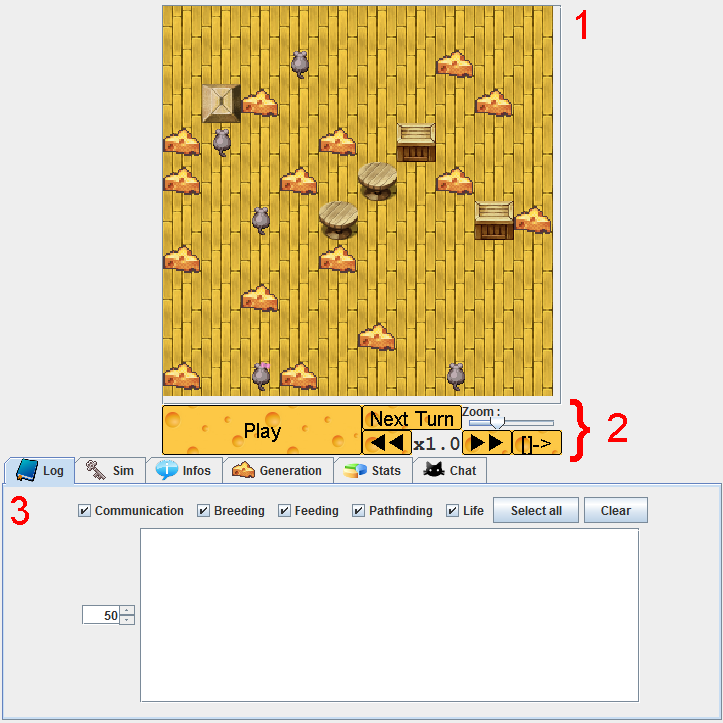 1
Play
Next Turn
Zoom :
x1.0
[]->
2
Log Sim Infos Generation Stats Chat
3
Communication Breeding Feeding Pathfinding Life Select all Clear
50